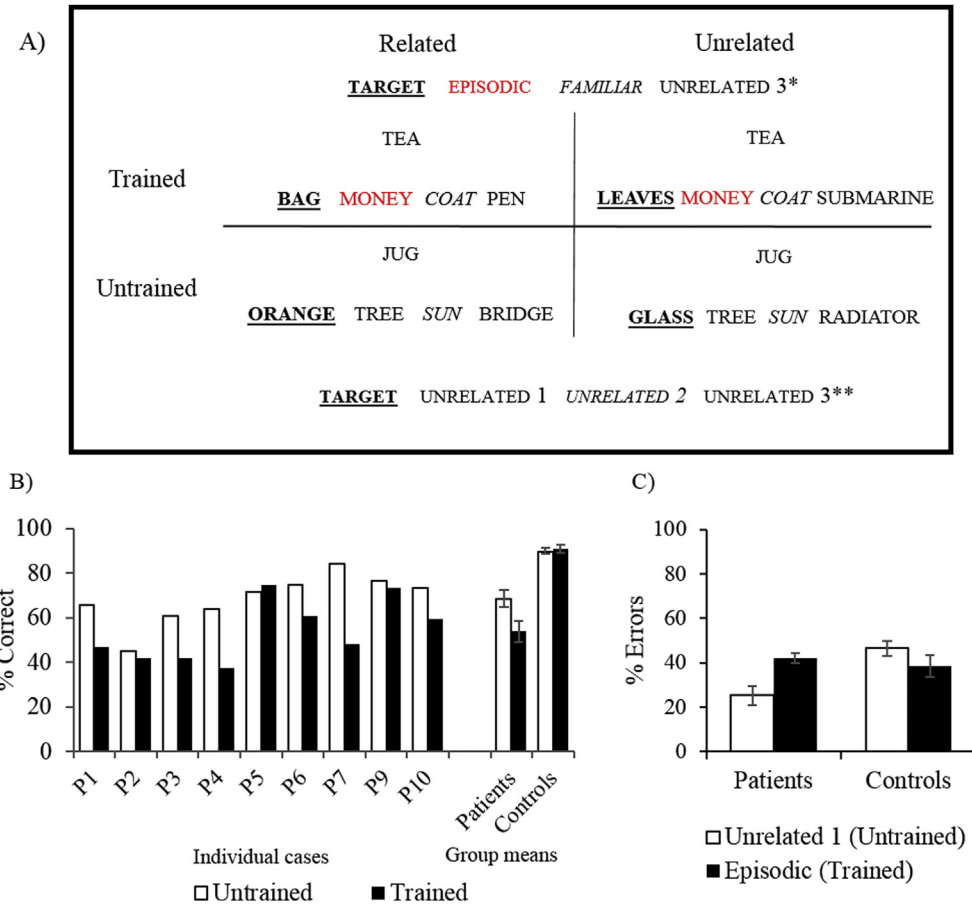 A)
Related Unrelated
TARGET EPISODIC FAMILIAR UNRELATED 3*
TEA TEA
Trained
BAG MONEY COAT PEN LEAVES MONEY COAT SUBMARINE
JUG JUG
Untrained
ORANGE TREE SUN BRIDGE GLASS TREE SUN RADIATOR
TARGET UNRELATED 1 UNRELATED 2 UNRELATED 3**
B)
% Correct
100
80
60
40
20
0
P1 P2 P3 P4 P5 P6 P7 P9 P10 Patients Controls
Individual cases Group means
Untrained Trained
C)
% Errors
100
80
60
40
20
0
Patients Controls
Unrelated 1 (Untrained)
Episodic (Trained)